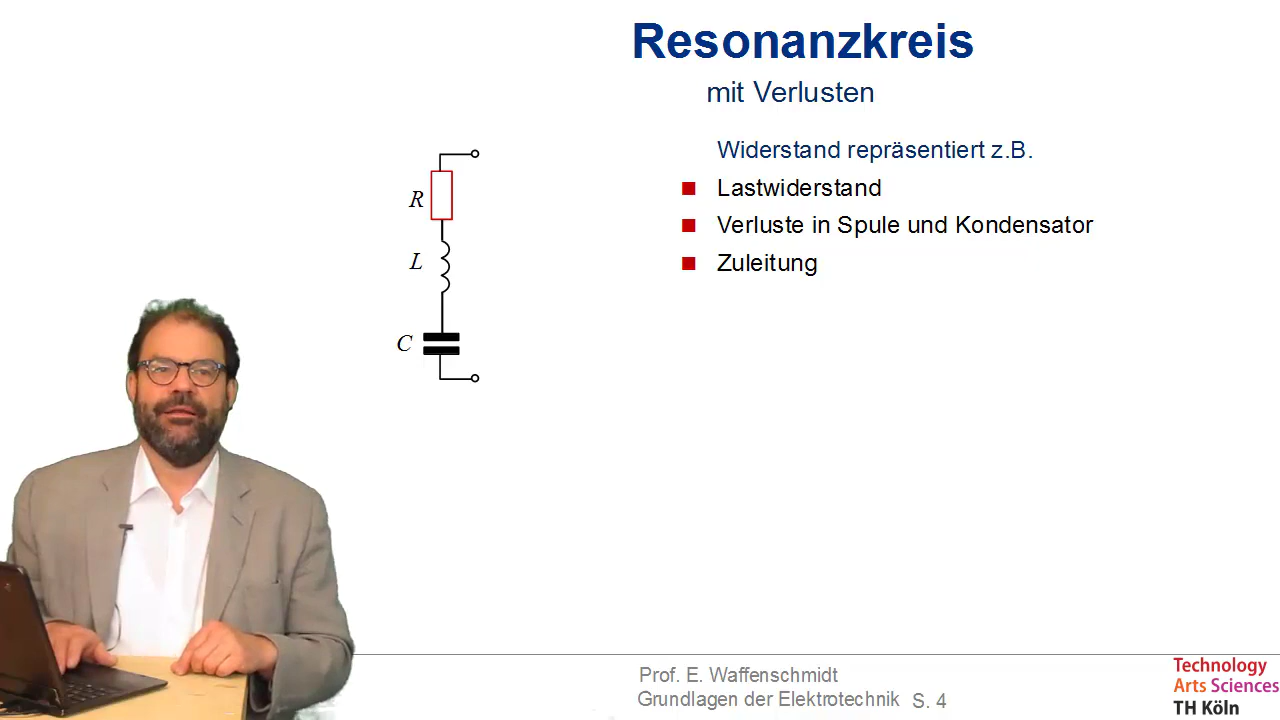 Resonanzkreis
mit Verlusten
Widerstand repräsentiert z.B.
Lastwiderstand
Verluste in Spule und Kondensator
Zuleitung
R
L
C
Prof. E. Waffenschmidt
Grundlagen der Elektrotechnik S. 4
Technology
Arts Sciences
TH Köln